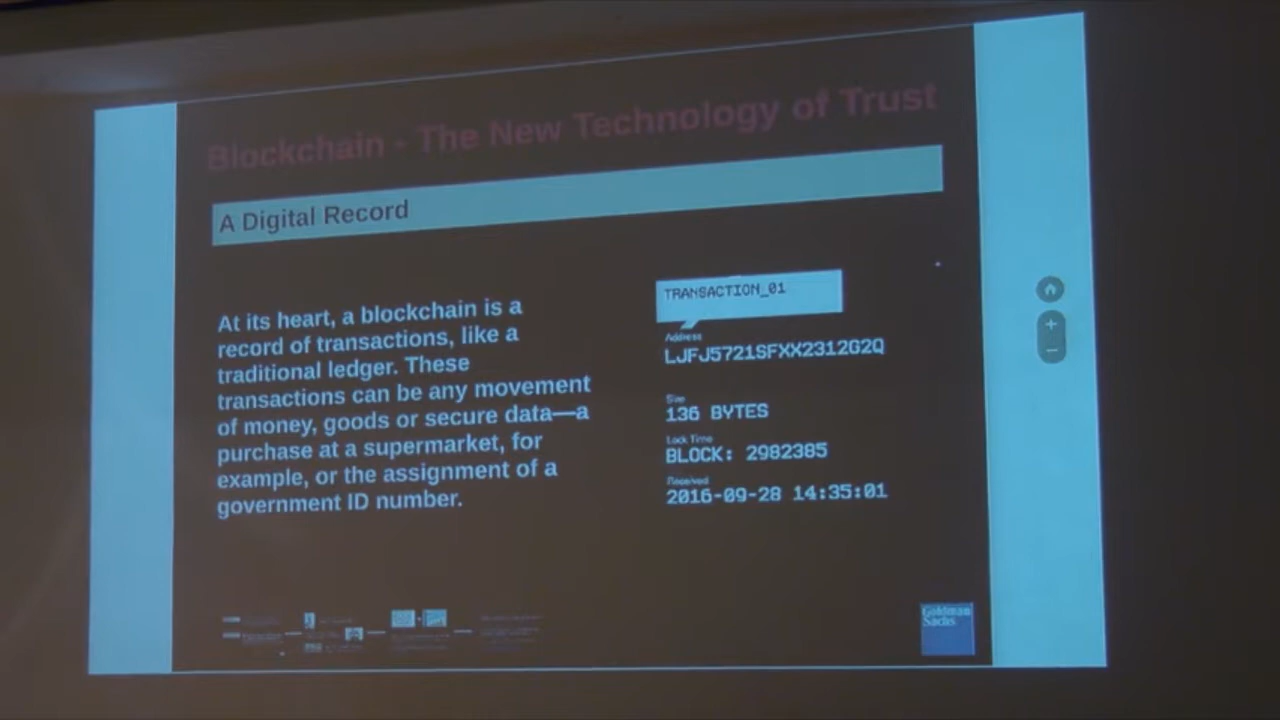 Blockchain - The New Technology of Trust
A Digital Record
At its heart, a blockchain is a
record of transactions, like a
traditional ledger. These
transactions can be any movement
of money, goods or secure data—a
purchase at a supermarket, for
example, or the assignment of a
government ID number.
TRANSACTION_01
Address
LJFJ5721SFXX2312G2Q
Size
136 BYTES
Lock Time
BLOCK: 2982385
Received
2016-09-28 14:35:01
Goldman
Sachs